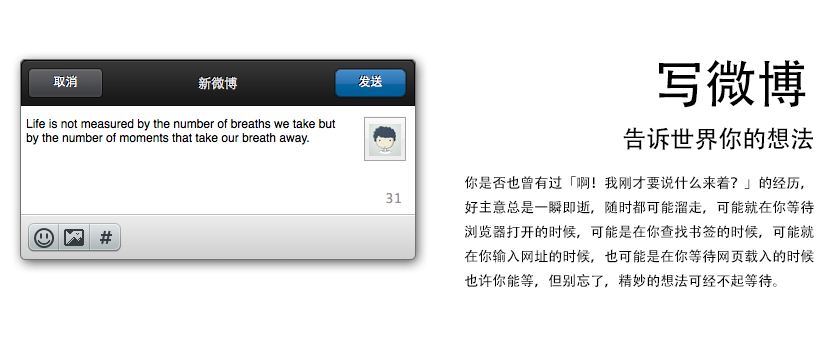 取消
新微博
发送
Life is not measured by the number of breaths we take but
by the number of moments that take our breath away.
31
#
写微博
告诉世界你的想法
你是否也曾有过「啊！我刚才要说什么来着？」的经历，
好主意总是一瞬即逝，随时都可能溜走，可能就在你等待
浏览器打开的时候，可能是在你查找书签的时候，可能就
在你输入网址的时候，也可能是在你等待网页载入的时候
也许你能等，但别忘了，精妙的想法可经不起等待。